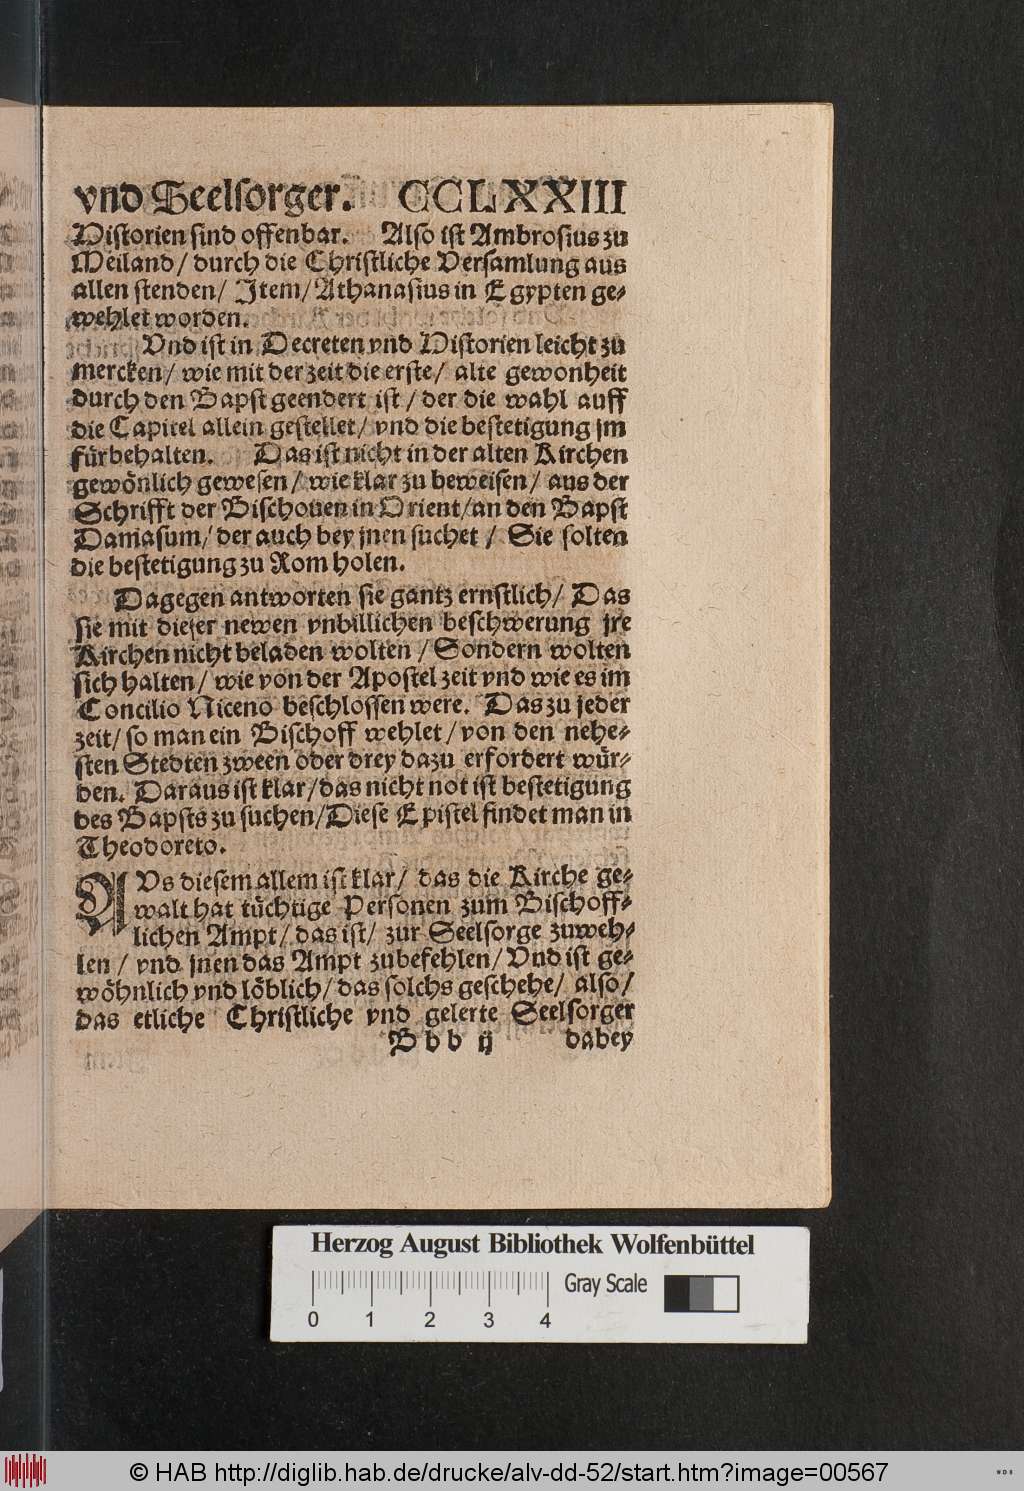 vnd Seelsorger. CCLXXIII
Historien sind offenbar. Also ist Ambrosius zu
Meiland / durch die Christliche Versamlung aus
allen stenden / Item / Athanasius in Egypten ge⸗
wehlet worden.
Vnd ist in Decreten vnd Historien leicht zu
mercken / wie mit der zeit die erste / alte gewonheit
durch den Bapst geendert ist / der die wahl auff
die Capitel allein gestellet / vnd die bestetigung jm
fürbehalten. Das ist nicht in der alten Kirchen
gewönlich gewesen / wie klar zu beweisen / aus der
Schrifft der Bischouen in Orient / an den Bapst
Damasum / der auch bey jnen suchet / Sie solten
die bestetigung zu Rom holen.
Dagegen antworten sie gantz ernstlich / Das
sie mit dieser newen vnbillichen beschwerung jre
Kirchen nicht beladen wolten / Sondern wolten
sich halten / wie von der Apostel zeit vnd wie es im
Concilio Niceno beschlossen were. Das zu jeder
zeit / so man ein Bischoff wehlet / von den nehe⸗
sten Stedten zween oder drey dazu erfordert wür⸗
den. Daraus ist klar / das nicht not ist bestetigung
des Bapsts zu suchen / Diese Epistel findet man in
Theodoreto.
AVs diesem allem ist klar / das die Kirche ge⸗
walt hat tüchtige Personen zum Bischoff⸗
lichen Ampt / das ist / zur Seelsorge zuweh⸗
len / vnd jnen das Ampt zubefehlen / Vnd ist ge⸗
wöhnlich vnd löblich / das solchs geschehe / also /
das etliche Christliche vnd gelerte Seelsorger
Bbb ij dabey
Herzog August Bibliothek Wolfenbüttel
Gray Scale
0 1 2 3 4
© HAB http://diglib.hab.de/drucke/alv-dd-52/start.htm?image=00567